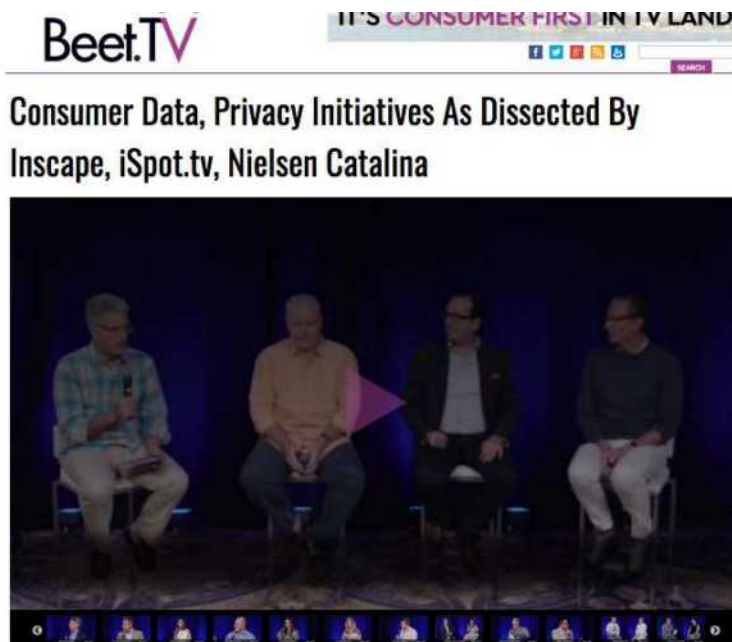 IT'S CONSUMER FIRST IN TV LAND
Beet.TV
SEARCH
Consumer Data, Privacy Initiatives As Dissected By
Inscape, iSpot.tv, Nielsen Catalina